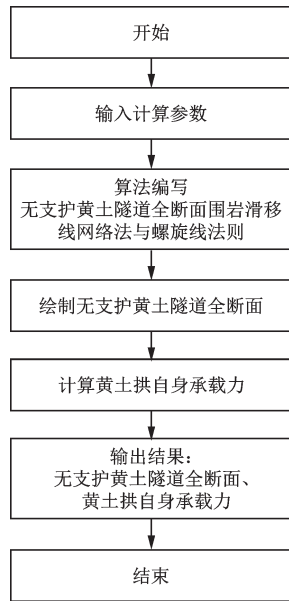 开始
输入计算参数
算法编写
无支护黄土隧道全断面围岩滑移
线网络法与螺旋线法则
绘制无支护黄土隧道全断面
计算黄土拱自身承载力
输出结果：
无支护黄土隧道全断面、
黄土拱自身承载力
结束